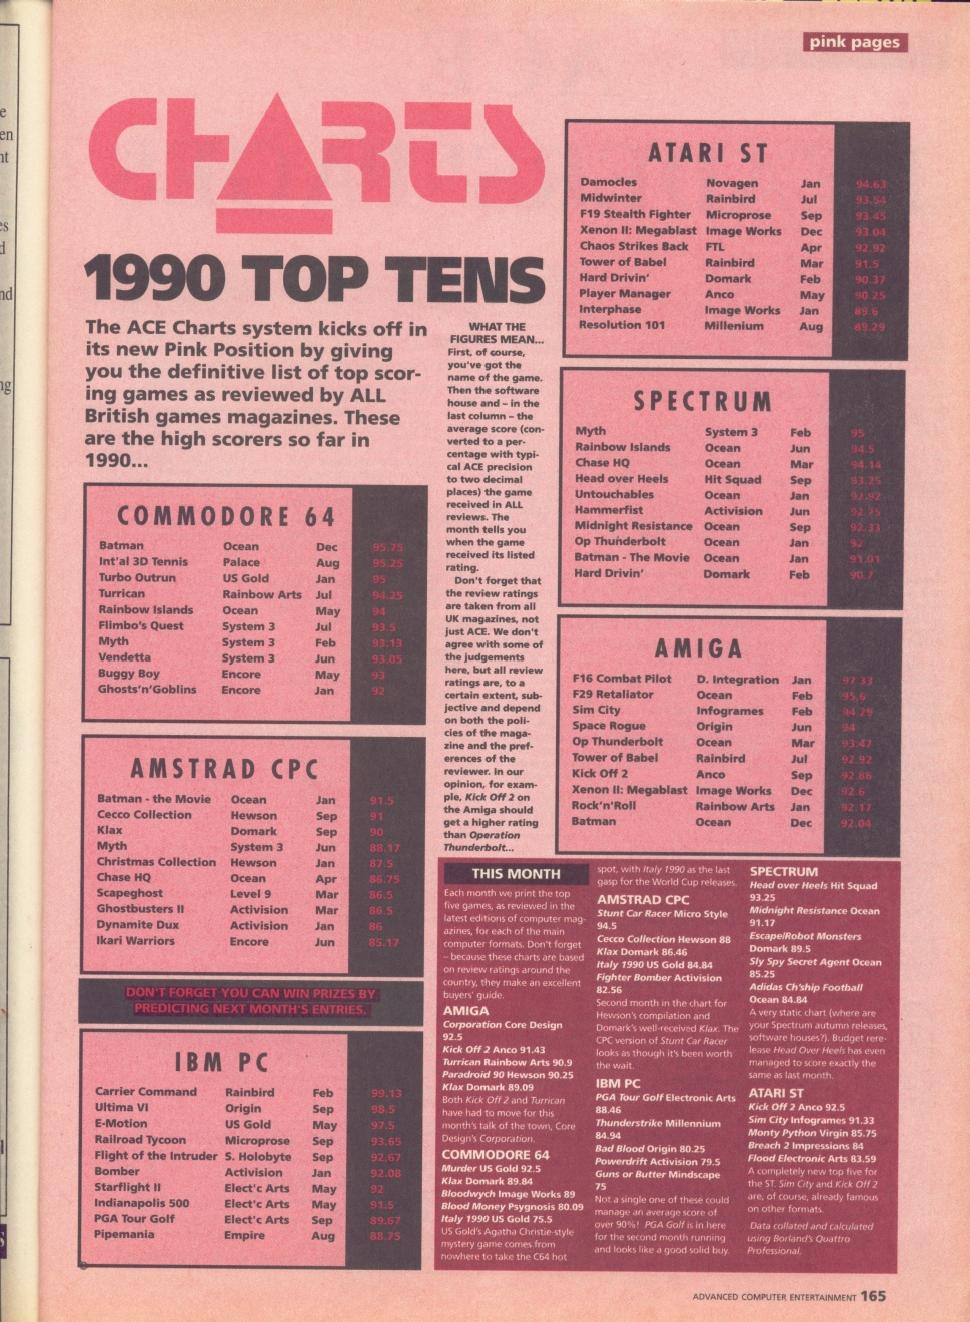 pink pages
CHARTS
1990 TOP TENS
The ACE Charts system kicks off in
its new Pink Position by giving
you the definitive list of top scor-
ing games as reviewed by ALL
British games magazines. These
are the high scorers so far in
1990...
WHAT THE
FIGURES MEAN...
First, of course,
you've got the
name of the game.
Then the software
house and – in the
last column – the
average score (con-
verted to a per-
centage with typi-
cal ACE precision
to two decimal
places) the game
received in ALL
reviews. The
month tells you
when the game
received its listed
rating.
Don't forget that
the review ratings
are taken from all
UK magazines, not
just ACE. We don't
agree with some of
the judgements
here, but all review
ratings are, to a
certain extent, sub-
jective and depend
on both the poli-
cies of the maga-
zine and the pref-
erences of the
reviewer. In our
opinion, for exam-
ple, Kick Off 2 on
the Amiga should
get a higher rating
than Operation
Thunderbolt...
COMMODORE 64
Batman Ocean Dec 95.75
Int'al 3D Tennis Palace Aug 95.25
Turbo Outrun US Gold Jan 95
Turrican Rainbow Arts Jul 94.25
Rainbow Islands Ocean May 94
Flimbo's Quest System 3 Jul 93.5
Myth System 3 Feb 93.13
Vendetta System 3 Jun 93.05
Buggy Boy Encore May 93
Ghosts'n'Goblins Encore Jan 92
AMSTRAD CPC
Batman - the Movie Ocean Jan 91.5
Cecco Collection Hewson Sep 91
Klax Domark Sep 90
Myth System 3 Jun 88.17
Christmas Collection Hewson Jan 87.5
Chase HQ Ocean Apr 86.75
Scapeghost Level 9 Mar 86.5
Ghostbusters II Activision Mar 86.5
Dynamite Dux Activision Jan 86
Ikari Warriors Encore Jun 85.17
DON'T FORGET YOU CAN WIN PRIZES BY
PREDICTING NEXT MONTH'S ENTRIES.
IBM PC
Carrier Command Rainbird Feb 99.13
Ultima VI Origin Sep 98.5
E-Motion US Gold May 97.5
Railroad Tycoon Microprose Sep 93.65
Flight of the Intruder S. Holobyte Sep 92.67
Bomber Activision Jan 92.08
Starflight II Elect'c Arts May 92
Indianapolis 500 Elect'c Arts May 91.5
PGA Tour Golf Elect'c Arts Sep 89.67
Pipemania Empire Aug 88.75
ATARI ST
Damocles Novagen Jan 94.63
Midwinter Rainbird Jul 93.54
F19 Stealth Fighter Microprose Sep 93.45
Xenon II: Megablast Image Works Dec 93.04
Chaos Strikes Back FTL Apr 92.92
Tower of Babel Rainbird Mar 91.5
Hard Drivin' Domark Feb 90.37
Player Manager Anco May 90.25
Interphase Image Works Jan 89.6
Resolution 101 Millenium Aug 89.29
SPECTRUM
Myth System 3 Feb 95
Rainbow Islands Ocean Jun 94.5
Chase HQ Ocean Mar 94.14
Head over Heels Hit Squad Sep 93.25
Untouchables Ocean Jan 92.92
Hammerfist Activision Jun 92.75
Midnight Resistance Ocean Sep 92.33
Op Thunderbolt Ocean Jan 92
Batman - The Movie Ocean Jan 91.01
Hard Drivin' Domark Feb 90.7
AMIGA
F16 Combat Pilot D. Integration Jan 97.33
F29 Retaliator Ocean Feb 95.6
Sim City Infogrames Feb 94.29
Space Rogue Origin Jun 94
Op Thunderbolt Ocean Mar 93.47
Tower of Babel Rainbird Jul 92.92
Kick Off 2 Anco Sep 92.86
Xenon II: Megablast Image Works Dec 92.6
Rock'n'Roll Rainbow Arts Jan 92.17
Batman Ocean Dec 92.04
THIS MONTH
Each month we print the top
five games, as reviewed in the
latest editions of computer mag-
azines, for each of the main
computer formats. Don't forget
– because these charts are based
on review ratings around the
country, they make an excellent
buyers' guide.
AMIGA
Corporation Core Design
92.5
Kick Off 2 Anco 91.43
Turrican Rainbow Arts 90.9
Paradroid 90 Hewson 90.25
Klax Domark 89.09
Both Kick Of 2 and Turrican
have had to move for this
month's talk of the town, Core
Design's Corporation.
COMMODORE 64
Murder US Gold 92.5
Klax Domark 89.84
Bloodwych Image Works 89
Blood Money Psygnosis 80.09
Italy 1990 US Gold 75.5
US Gold's Agatha Christie-style
mystery game comes from
nowhere to take the C64 hot
spot, with Italy 1990 as the last
gasp for the World Cup releases.
AMSTRAD CPC
Stunt Car Racer Micro Style
94.5
Cecco Collection Hewson 88
Klax Domark 86.46
Italy 1990 US Gold 84.84
Fighter Bomber Activision
82.56
Second month in the chart for
Hewson's compilation and
Domark's well-received Klax. The
CPC version of Stunt Car Racer
looks as though it's been worth
the wait.
IBM PC
PGA Tour Golf Electronic Arts
88.46
Thunderstrike Millennium
84.94
Bad Blood Origin 80.25
Powerdrift Activision 79.5
Guns or Butter Mindscape
75
Not a single one of these could
manage an average score of
over 90%! PGA Golf is in here
for the second month running
and looks like a good solid buy.
SPECTRUM
Head over Heels Hit Squad
93.25
Midnight Resistance Ocean
91.17
Escape/Robot Monsters
Domark 89.5
Sly Spy Secret Agent Ocean
85.25
Adidas Ch'ship Football
Ocean 84.84
A very static chart (where are
your Spectrum autumn releases,
software houses?). Budget rere-
lease Head Over Heels has even
managed to score exactly the
same as last month.
ATARI ST
Kick Off 2 Anco 92.5
Sim City Infogrames 91.33
Monty Python Virgin 85.75
Breach 2 Impressions 84
Flood Electronic Arts 83.59
A completely new top five for
the ST. Sim City and Kick Off 2
are, of course, already famous
on other formats.
Data collated and calculated
using Borland's Quattro
Professional.
ADVANCED COMPUTER ENTERTAINMENT 165